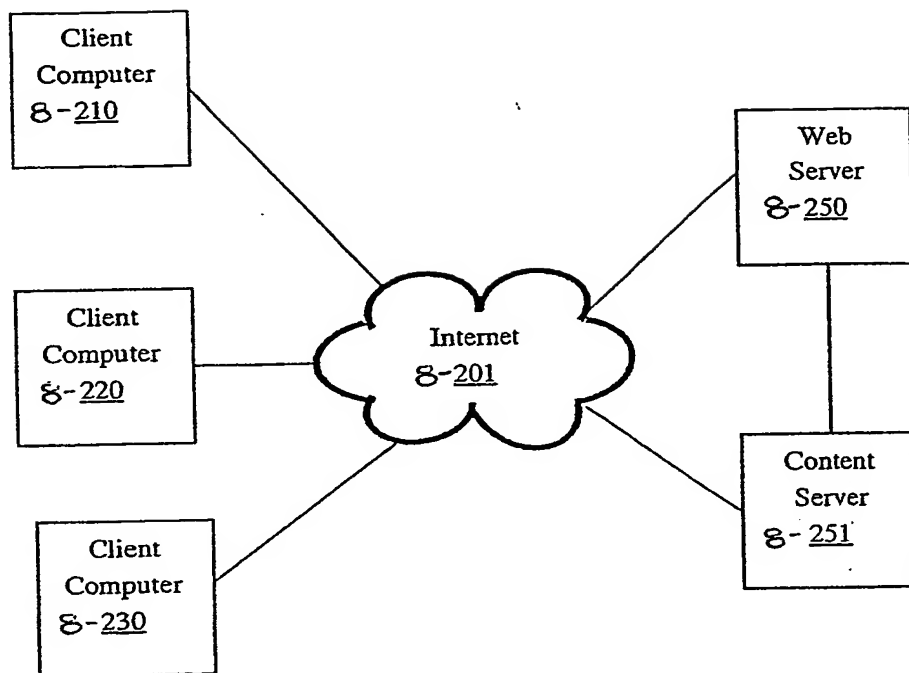 Client
Computer
8-210
Web
Server
8-250
Client
Computer
8-220
Internet
8-201
Content
Server
8-251
Client
Computer
8-230